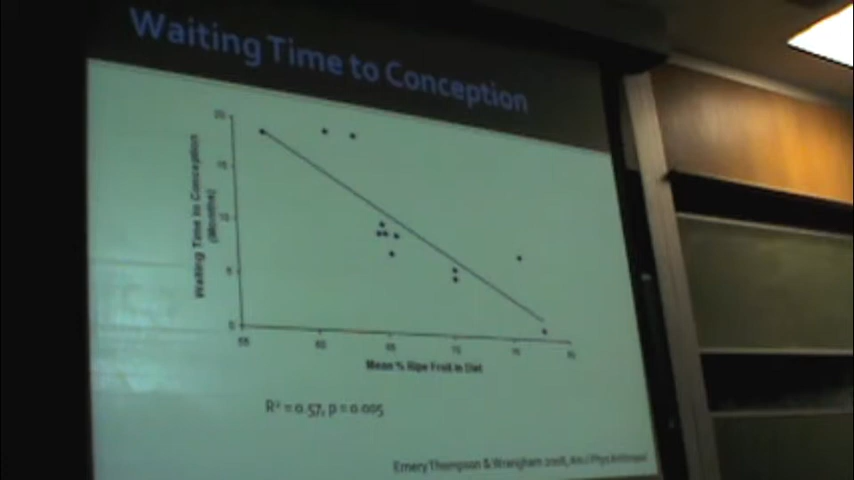 Waiting Time to Conception
Waiting Time to Conception
(Months)
20
15
10
5
0
55
60
65
70
75
80
Mean % Ripe Fruit in Diet
R² = 0.57, p = 0.005
Emery Thompson & Wrangham 2008, Am J Phys Anthropol